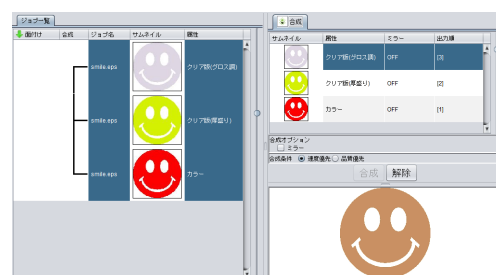 ジョブ一覧
面付け 合成 ジョブ名 サムネイル 属性
smile.eps クリア版(グロス調)
smile.eps クリア版(厚盛り)
smile.eps カラー
合成
サムネイル 属性 ミラー 出力順
クリア版(グロス調) OFF [3]
クリア版(厚盛り) OFF [2]
カラー OFF [1]
合成オプション
ミラー
合成条件 速度優先 品質優先
合成 解除